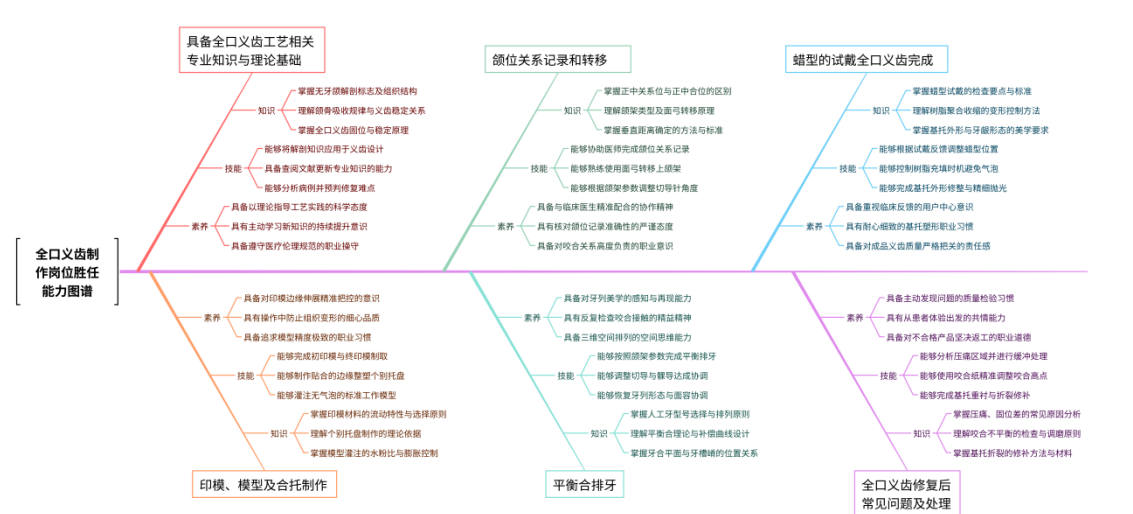 全口义齿制
作岗位胜任
能力图谱
具备全口义齿工艺相关
专业知识与理论基础
知识
掌握无牙颌解剖标志及组织结构
理解颌骨吸收规律与义齿稳定关系
掌握全口义齿固位与稳定原理
技能
能够将解剖知识应用于义齿设计
具备查阅文献更新专业知识的能力
能够分析病例并预判修复难点
素养
具备以理论指导工艺实践的科学态度
具有主动学习新知识的持续提升意识
具备遵守医疗伦理规范的职业操守
颌位关系记录和转移
知识
掌握正中关系位与正中合位的区别
理解颌架类型及面弓转移原理
掌握垂直距离确定的方法与标准
技能
能够协助医师完成颌位关系记录
能够熟练使用面弓转移上颌架
能够根据颌架参数调整切导针角度
素养
具备与临床医生精准配合的协作精神
具有核对颌位记录准确性的严谨态度
具备对咬合关系高度负责的职业意识
蜡型的试戴全口义齿完成
知识
掌握蜡型试戴的检查要点与标准
理解树脂聚合收缩的变形控制方法
掌握基托外形与牙龈形态的美学要求
技能
能够根据试戴反馈调整蜡型位置
能够控制树脂充填时机避免气泡
能够完成基托外形修整与精细抛光
素养
具备重视临床反馈的用户中心意识
具有耐心细致的基托塑形职业习惯
具备对成品义齿质量严格把关的责任感
素养
具备对印模边缘伸展精准把控的意识
具有操作中防止组织变形的细心品质
具备追求模型精度极致的职业习惯
技能
能够完成初印模与终印模制取
能够制作贴合的边缘整塑个别托盘
能够灌注无气泡的标准工作模型
知识
掌握印模材料的流动特性与选择原则
理解个别托盘制作的理论依据
掌握模型灌注的水粉比与膨胀控制
印模、模型及合托制作
素养
具备对牙列美学的感知与再现能力
具有反复检查咬合接触的精益精神
具备三维空间排列的空间思维能力
技能
能够按照颌架参数完成平衡排牙
能够调整切导与髁导达成协调
能够恢复牙列形态与面容协调
知识
掌握人工牙型号选择与排列原则
理解平衡合理论与补偿曲线设计
掌握牙合平面与牙槽嵴的位置关系
平衡合排牙
素养
具备主动发现问题的质量检验习惯
具有从患者体验出发的共情能力
具备对不合格产品坚决返工的职业道德
技能
能够分析压痛区域并进行缓冲处理
能够使用咬合纸精准调整咬合高点
能够完成基托重衬与折裂修补
知识
掌握压痛、固位差的常见原因分析
理解咬合不平衡的检查与调磨原则
掌握基托折裂的修补方法与材料
全口义齿修复后
常见问题及处理